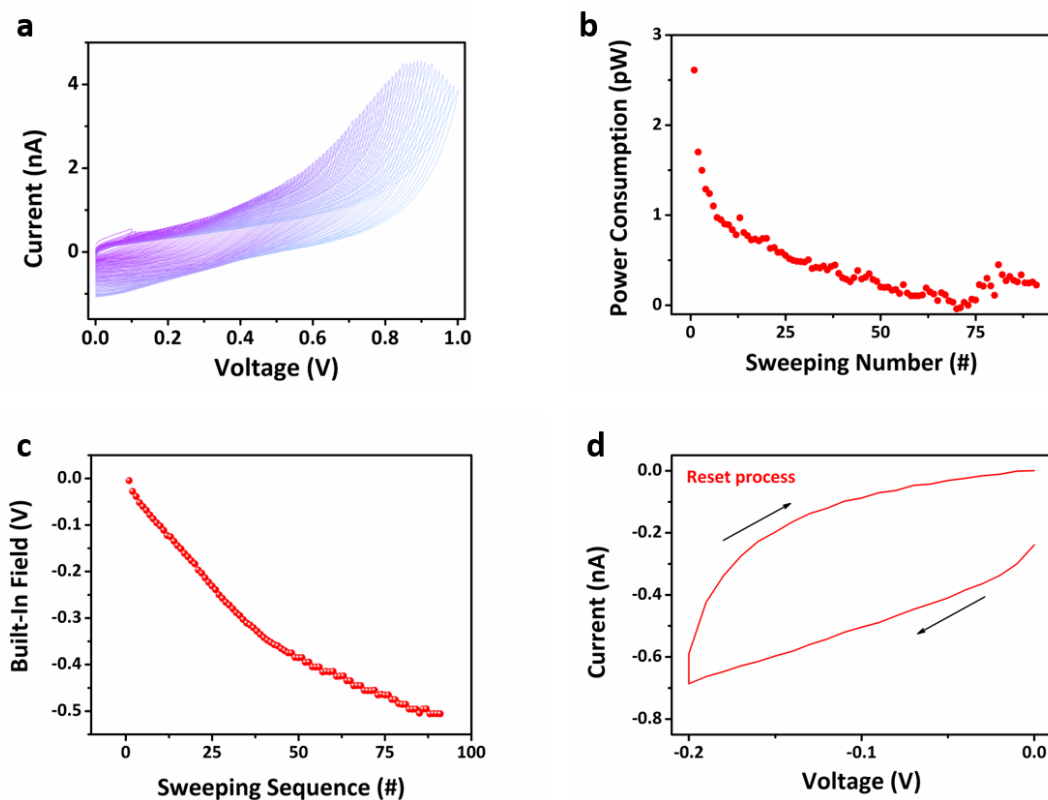 a
Current (nA)
4
2
0
0.0 0.2 0.4 0.6 0.8 1.0
Voltage (V)
b
Power Consumption (pW)
3
2
1
0
0 25 50 75
Sweeping Number (#)
c
Built-In Field (V)
0.0
-0.1
-0.2
-0.3
-0.4
-0.5
0 25 50 75 100
Sweeping Sequence (#)
d
Reset process
Current (nA)
0.0
-0.2
-0.4
-0.6
-0.8
-0.2 -0.1 0.0
Voltage (V)